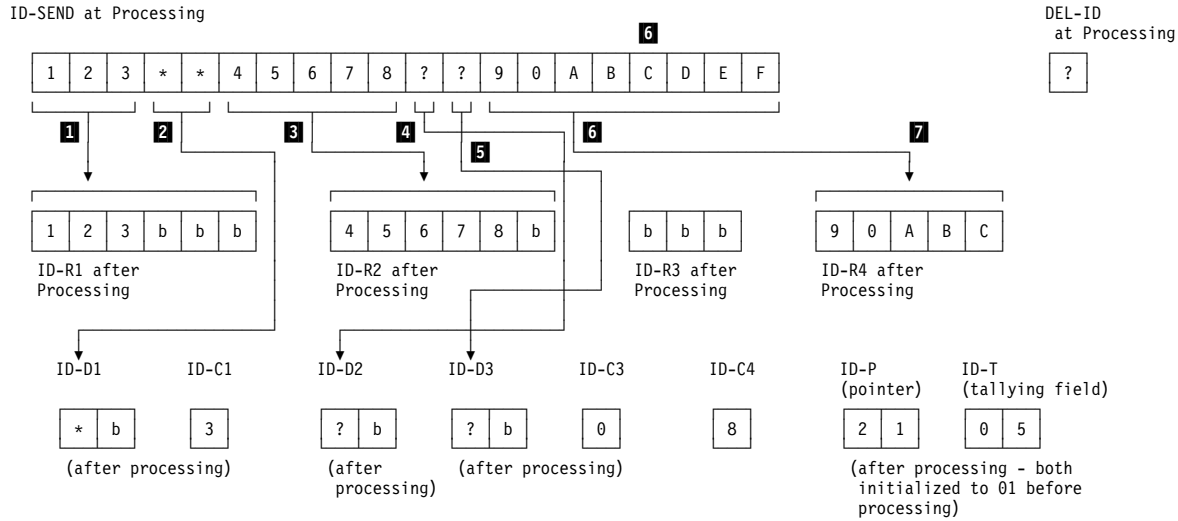 ID-SEND at Processing
DEL-ID
at Processing
6
1 2 3 * * 4 5 6 7 8 ? ? 9 0 A B C D E F
?
1 2 3 4 6 7
5
1 2 3 b b b
4 5 6 7 8 b
b b b
9 0 A B C
ID-R1 after
Processing
ID-R2 after
Processing
ID-R3 after
Processing
ID-R4 after
Processing
ID-D1
ID-C1
ID-D2
ID-D3
ID-C3
ID-C4
ID-P
(pointer)
ID-T
(tallying field)
* b
3
? b
? b
0
8
2 1
0 5
(after processing)
(after
processing)
(after processing)
(after processing - both
initialized to 01 before
processing)